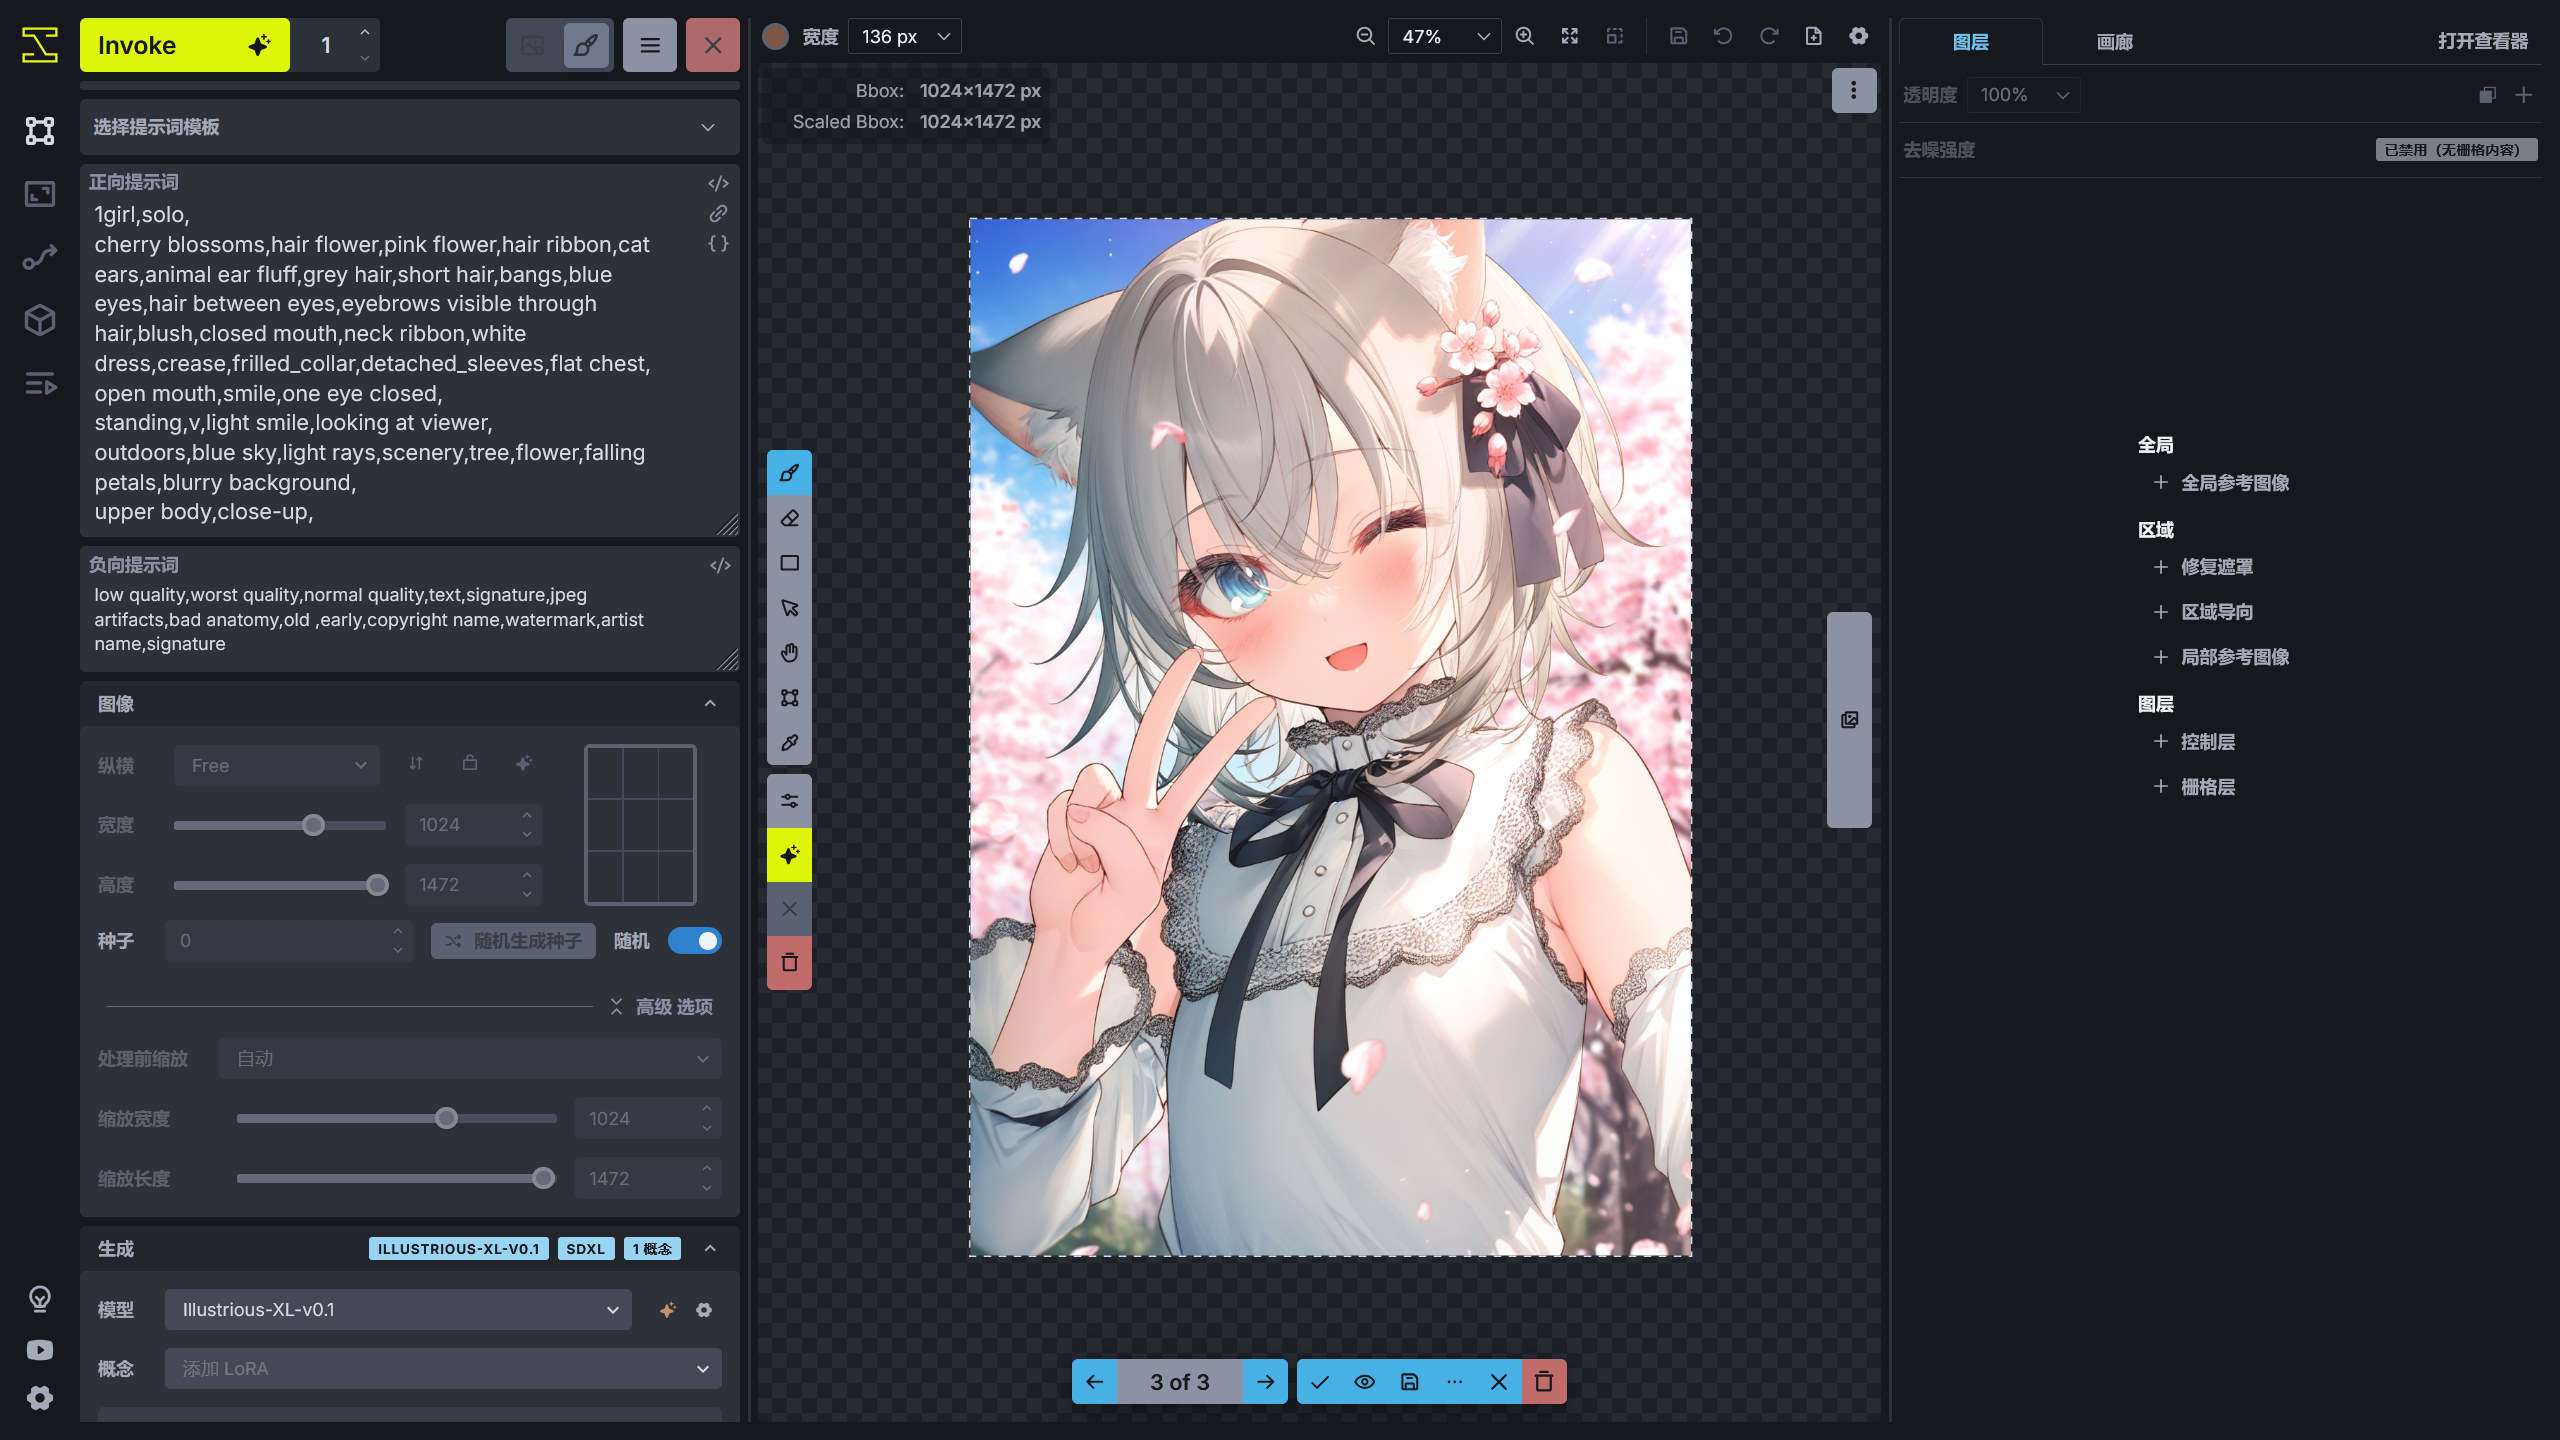 Invoke
1
选择提示词模板
正向提示词
1girl,solo,
cherry blossoms,hair flower,pink flower,hair ribbon,cat
ears,animal ear fluff,grey hair,short hair,bangs,blue
eyes,hair between eyes,eyebrows visible through
hair,blush,closed mouth,neck ribbon,white
dress,crease,frilled_collar,detached_sleeves,flat chest,
open mouth,smile,one eye closed,
standing,v,light smile,looking at viewer,
outdoors,blue sky,light rays,scenery,tree,flower,falling
petals,blurry background,
upper body,close-up,
负向提示词
low quality,worst quality,normal quality,text,signature,jpeg
artifacts,bad anatomy,old ,early,copyright name,watermark,artist
name,signature
图像
纵横 Free
宽度 1024
高度 1472
种子 0 随机生成种子 随机
高级 选项
处理前缩放 自动
缩放宽度 1024
缩放长度 1472
生成 ILLUSTRIOUS-XL-V0.1 SDXL 1 概念
模型 Illustrious-XL-v0.1
概念 添加 LoRA
宽度 136 px 47%
Bbox: 1024×1472 px
Scaled Bbox: 1024×1472 px
3 of 3
图层 画廊 打开查看器
透明度 100%
去噪强度 已禁用（无栅格内容）
全局
全局参考图像
区域
修复遮罩
区域导向
局部参考图像
图层
控制层
栅格层